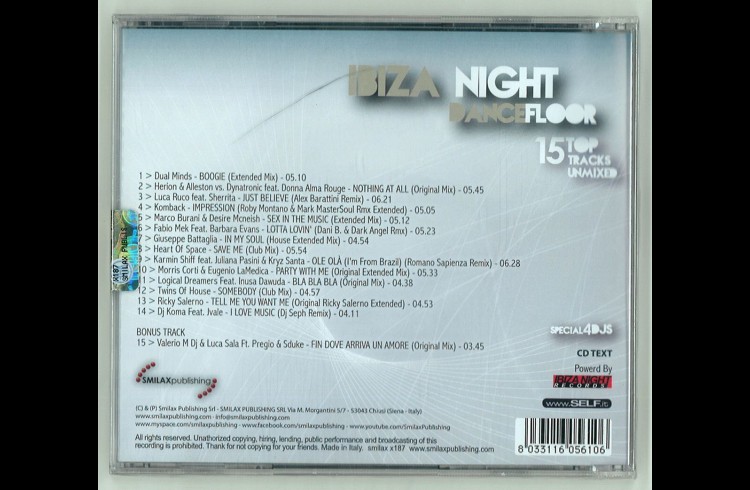 IBIZA NIGHT
DANCEFLOOR
15 TOP
TRACKS
UNMIXED
1 > Dual Minds - BOOGIE (Extended Mix) - 05.10
2 > Herion & Alleston vs. Dynatronic feat. Donna Alma Rouge - NOTHING AT ALL (Original Mix) - 05.45
3 > Luca Ruco feat. Sherrita - JUST BELIEVE (Alex Barattini Remix) - 06.21
4 > Komback - IMPRESSION (Roby Montano & Mark MasterSoul Rmx Extended) - 05.05
5 > Marco Burani & Desire Mcneish - SEX IN THE MUSIC (Extended Mix) - 05.12
6 > Fabio Mek Feat. Barbara Evans - LOTTA LOVIN' (Dani B. & Dark Angel Rmx) - 05.23
7 > Giuseppe Battaglia - IN MY SOUL (House Extended Mix) - 04.54
8 > Heart Of Space - SAVE ME (Club Mix) - 05.54
9 > Karmin Shiff feat. Juliana Pasini & Kryz Santa - OLE OLÀ (I'm From Brazil) (Romano Sapienza Remix) - 06.28
10 > Morris Corti & Eugenio LaMedica - PARTY WITH ME (Original Extended Mix) - 05.33
11 > Logical Dreamers Feat. Inusa Dawuda - BLA BLA BLA (Original Mix) - 04.38
12 > Twins Of House - SOMEBODY (Club Mix) - 04.57
13 > Ricky Salerno - TELL ME YOU WANT ME (Original Ricky Salerno Extended) - 04.53
14 > Dj Koma Feat. Ivale - I LOVE MUSIC (Dj Seph Remix) - 04.11
BONUS TRACK
15 > Valerio M Dj & Luca Sala Ft. Pregio & Sduke - FIN DOVE ARRIVA UN AMORE (Original Mix) - 03.45
x187 SMILAX PUBLIS
SPECIAL4DJS
CD TEXT
Powerd By
IBIZA NIGHT
RECORDS
www.SELF.it
SMILAXpublishing
(C) & (P) Smilax Publishing Srl - SMILAX PUBLISHING SRL Via M. Morgantini 5/7 - 53043 Chiusi (Siena - Italy)
www.smilaxpublishing.com - info@smilaxpublishing.com
www.myspace.com/smilaxpublishing - www.facebook.com/smilaxpublishing - www.youtube.com/SmilaxPublishing
All rights reserved. Unathorized copying, hiring, lending, public performance and broadcasting of this
recording is prohibited. Thank for not copying for your friends. Made in Italy. smilax x187 www.smilaxpublishing.com
8 033116 056106